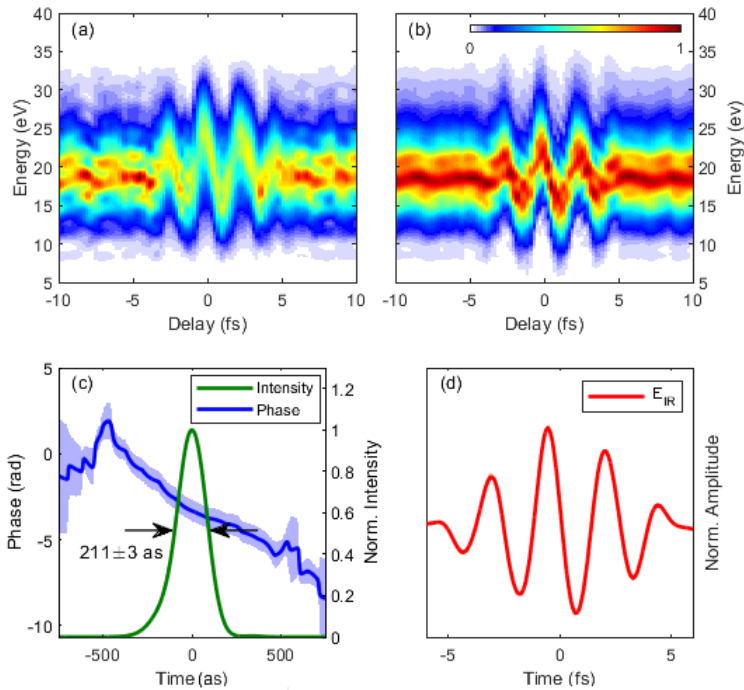 (a)
40
35
30
25
20
15
10
5
Energy (eV)
-10
-5
0
5
10
Delay (fs)
(b)
0
1
40
35
30
25
20
15
10
5
Energy (ev)
-10
-5
0
5
10
Delay (fs)
(c)
Intensity
Phase
211±3 as
5
0
-5
-10
Phase (rad)
1.2
1
0.8
0.6
0.4
0.2
0
Norm. Intensity
-500
0
500
Time (as)
(d)
E_IR
Norm. Amplitude
-5
0
5
Time (fs)